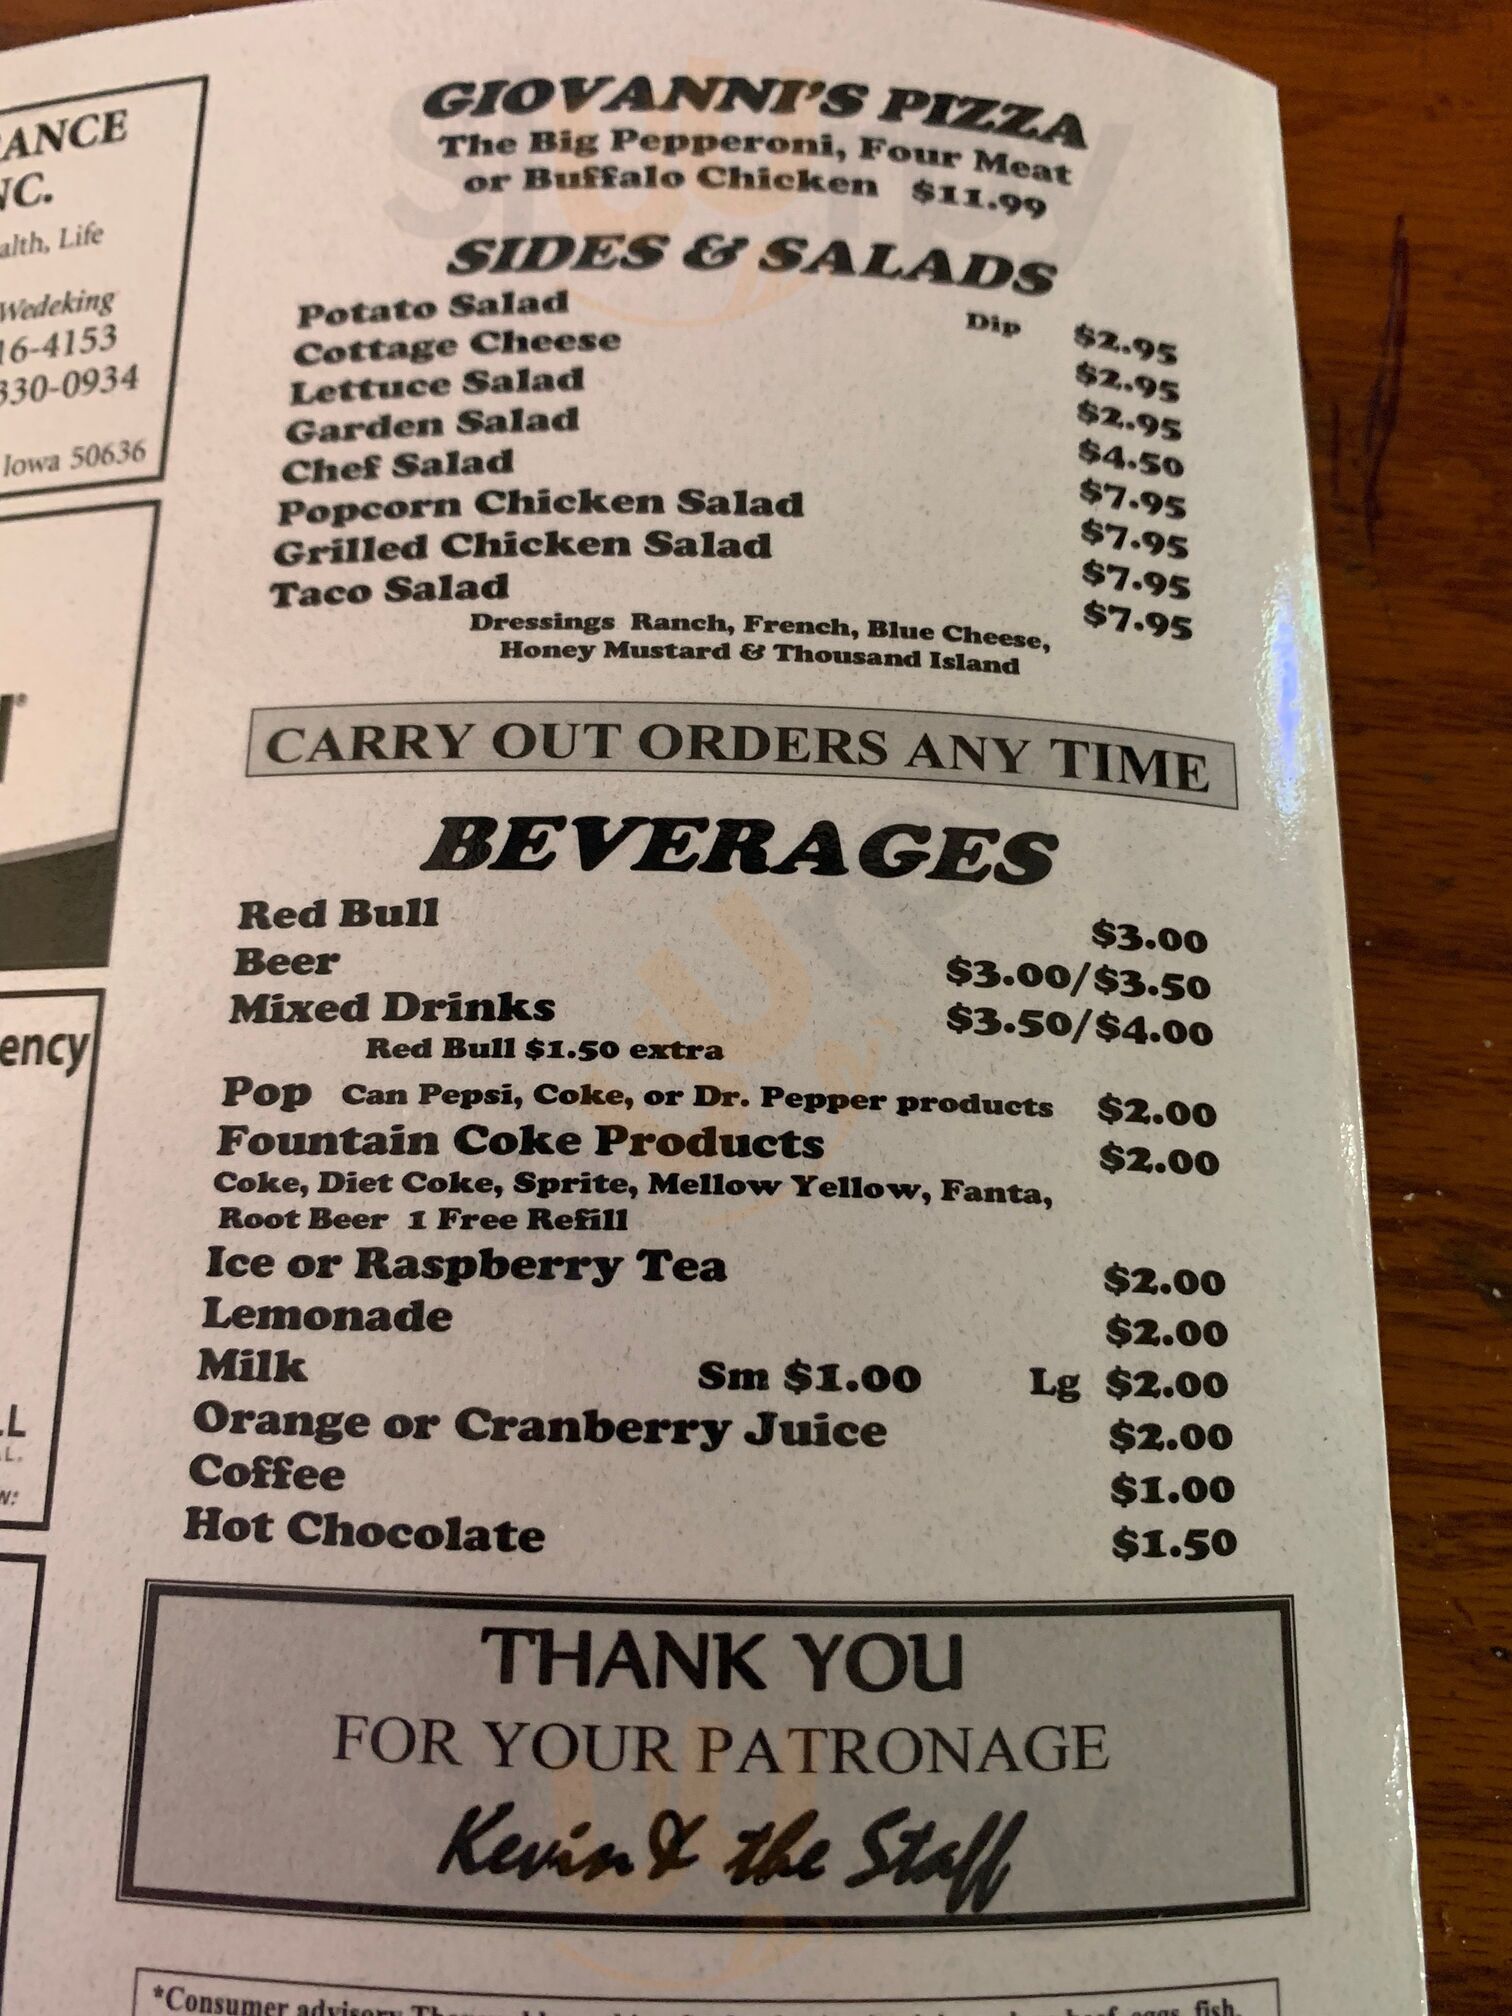 ANCE
NC.
alth, Life
Wedeking
16-4153
330-0934
Iowa 50636
ency
GIOVANNI'S PIZZA
The Big Pepperoni, Four Meat
or Buffalo Chicken $11.99
SIDES & SALADS
Potato Salad Dip $2.95
Cottage Cheese $2.95
Lettuce Salad $2.95
Garden Salad $4.50
Chef Salad $7.95
Popcorn Chicken Salad $7.95
Grilled Chicken Salad $7.95
Taco Salad $7.95
Dressings Ranch, French, Blue Cheese,
Honey Mustard & Thousand Island
CARRY OUT ORDERS ANY TIME
BEVERAGES
Red Bull $3.00
Beer $3.00/$3.50
Mixed Drinks $3.50/$4.00
Red Bull $1.50 extra
Pop Can Pepsi, Coke, or Dr. Pepper products $2.00
Fountain Coke Products $2.00
Coke, Diet Coke, Sprite, Mellow Yellow, Fanta,
Root Beer 1 Free Refill
Ice or Raspberry Tea $2.00
Lemonade $2.00
Milk Sm $1.00 Lg $2.00
Orange or Cranberry Juice $2.00
Coffee $1.00
Hot Chocolate $1.50
THANK YOU
FOR YOUR PATRONAGE
Kevin & the Staff
*Consumer advisory eggs, fish,